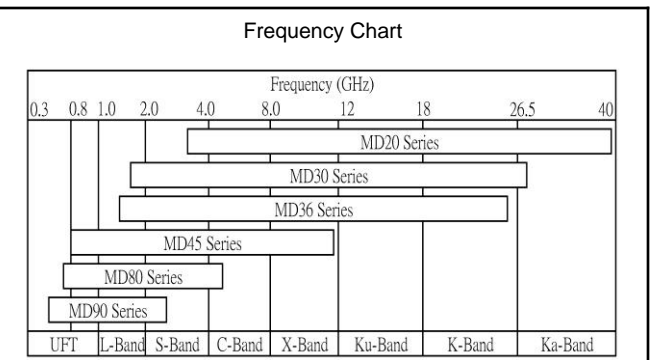 Frequency Chart
Frequency (GHz)
0.3 0.8 1.0 2.0 4.0 8.0 12 18 26.5 40
MD20 Series
MD30 Series
MD36 Series
MD45 Series
MD80 Series
MD90 Series
UFT L-Band S-Band C-Band X-Band Ku-Band K-Band Ka-Band